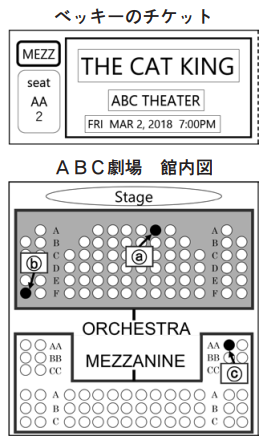 ベッキーのチケット
MEZZ
seat
AA
2
THE CAT KING
ABC THEATER
FRI MAR 2, 2018 7:00PM
ABC劇場 館内図
Stage
A A
B B
C C
D D
E E
F F
ⓐ
ⓑ
ORCHESTRA
MEZZANINE
AA AA
BB BB
CC CC
ⓒ
A A
B B
C C